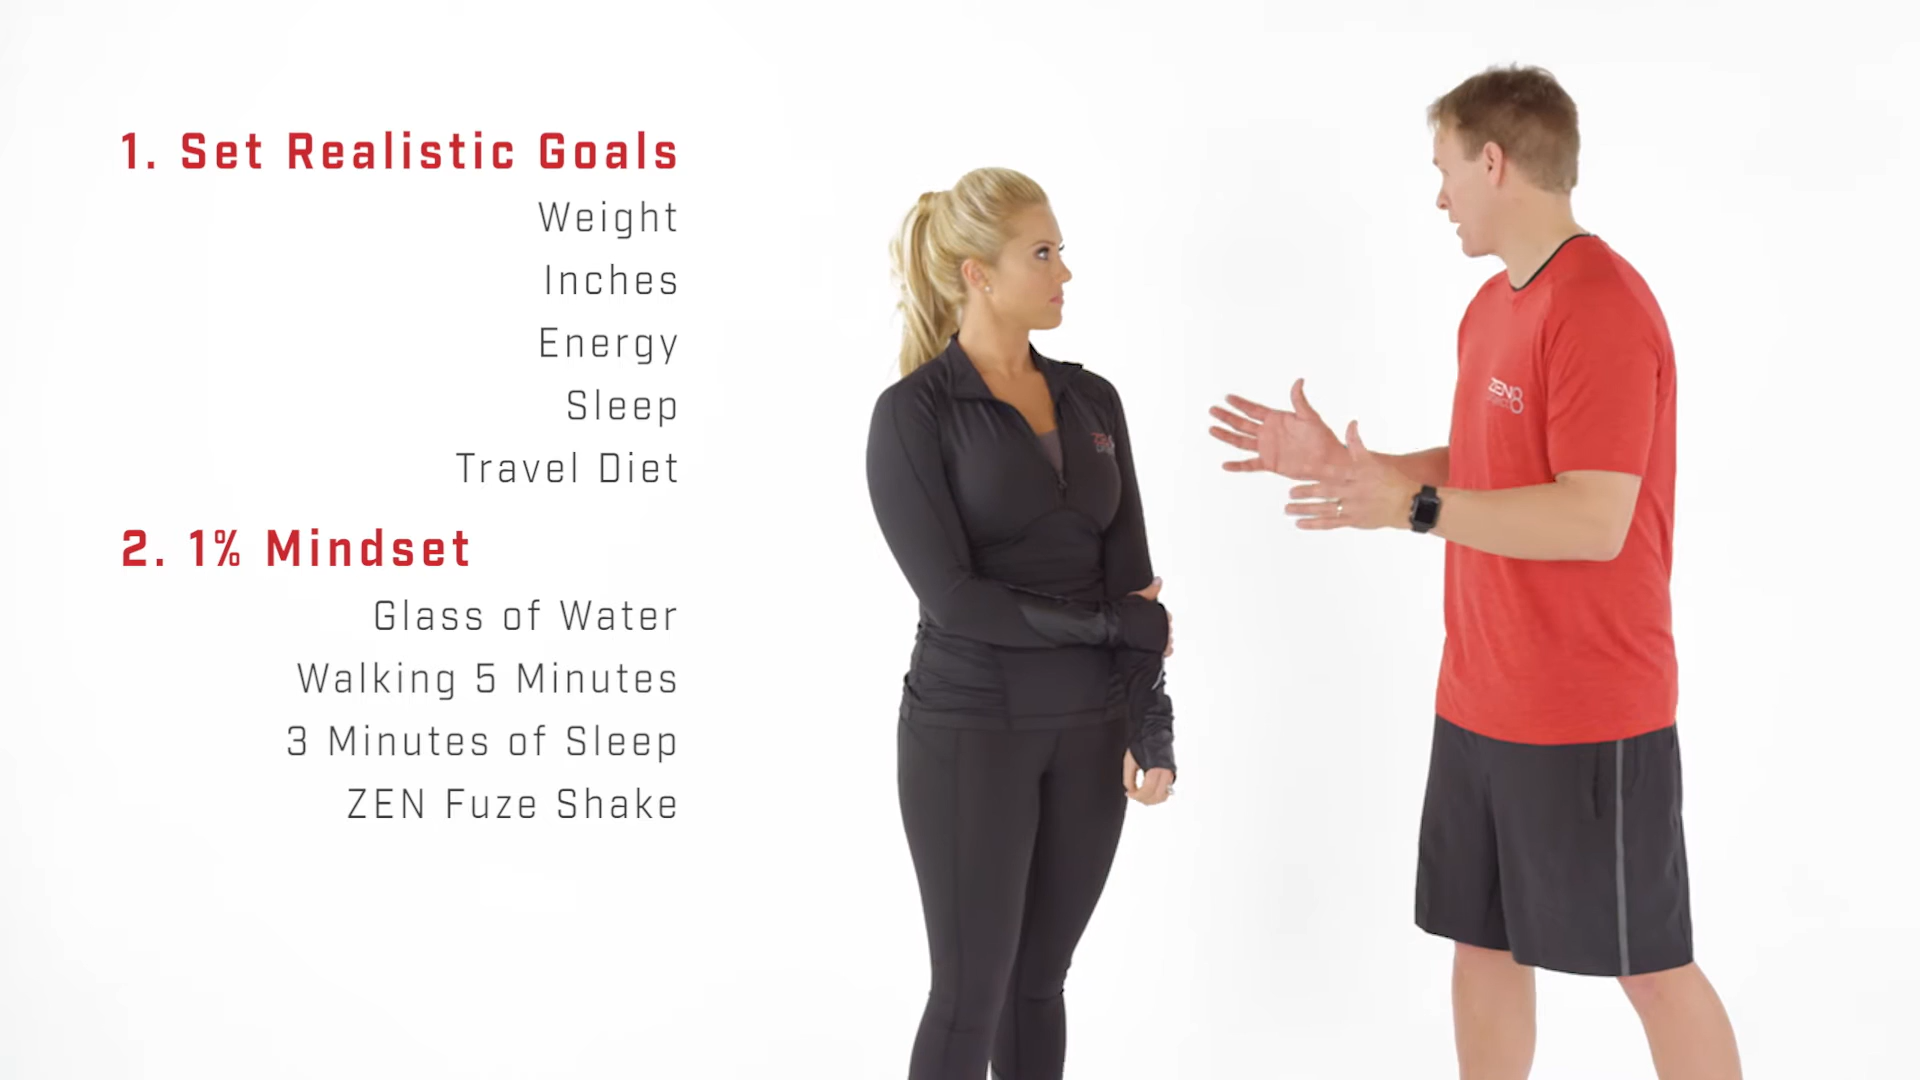 1. Set Realistic Goals
Weight
Inches
Energy
Sleep
Travel Diet
2. 1% Mindset
Glass of Water
Walking 5 Minutes
3 Minutes of Sleep
ZEN Fuze Shake
ZEN8